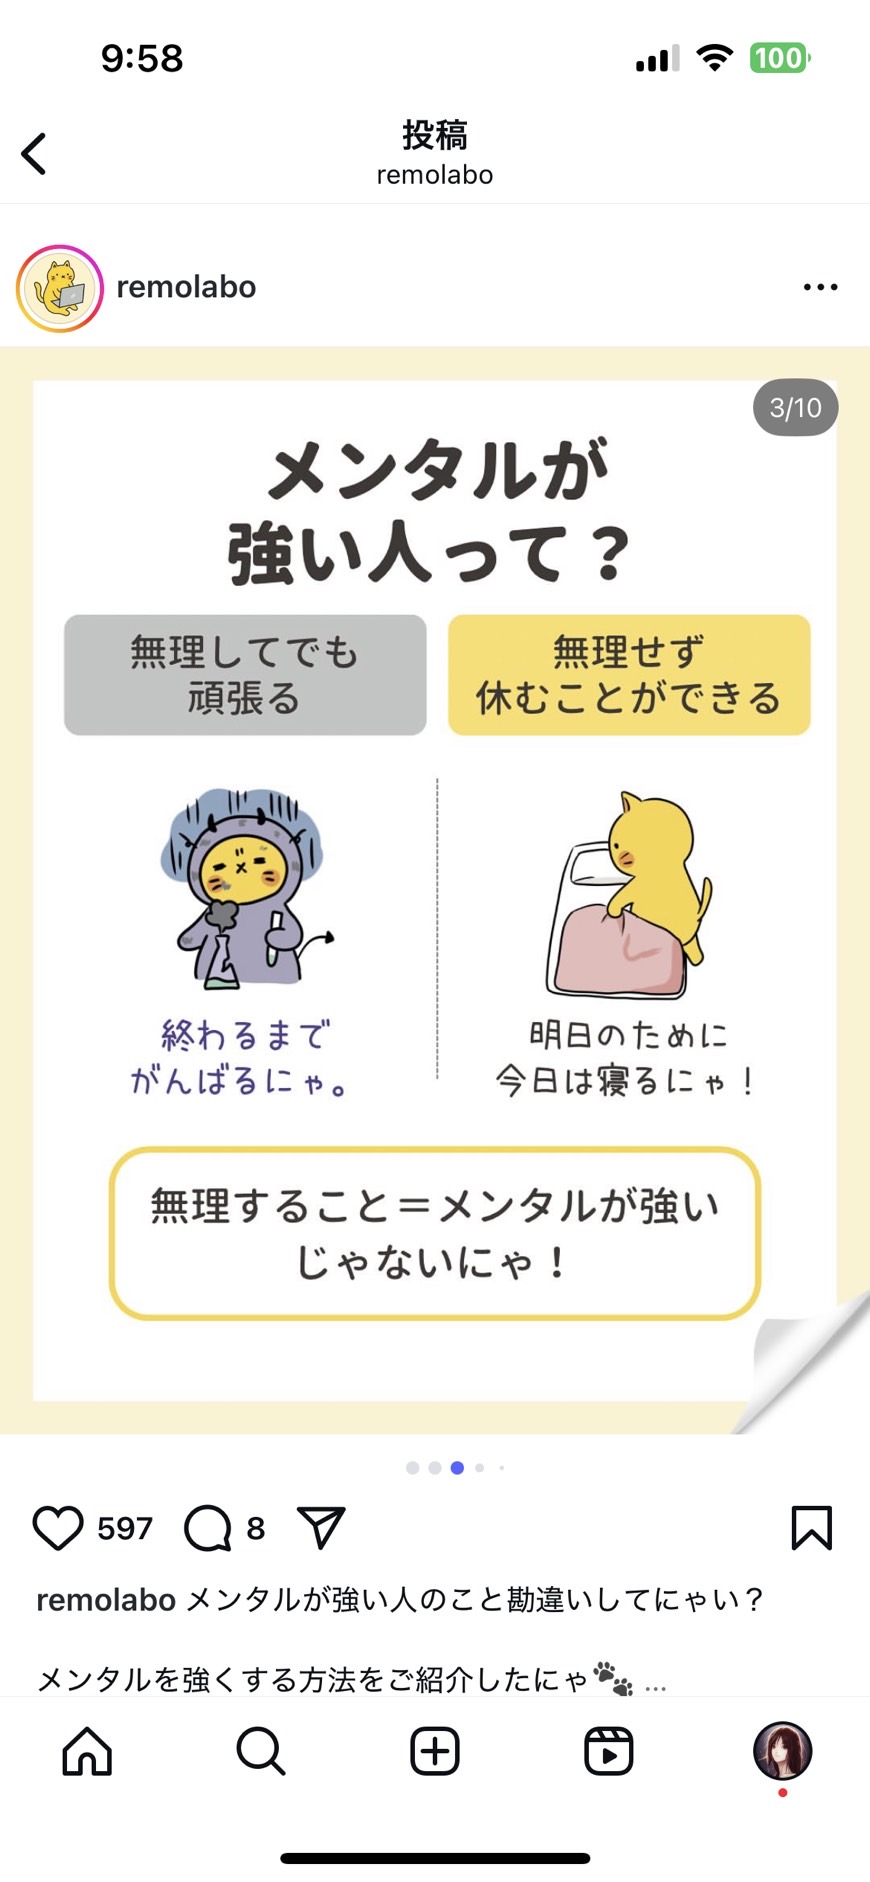 9:58
100
投稿
remolabo
remolabo
3/10
メンタルが
強い人って？
無理してでも
頑張る
無理せず
休むことができる
終わるまで
がんばるにゃ。
明日のために
今日は寝るにゃ！
無理すること＝メンタルが強い
じゃないにゃ！
597
8
remolabo メンタルが強い人のこと勘違いしてにゃい？
メンタルを強くする方法をご紹介したにゃ🐾 ...